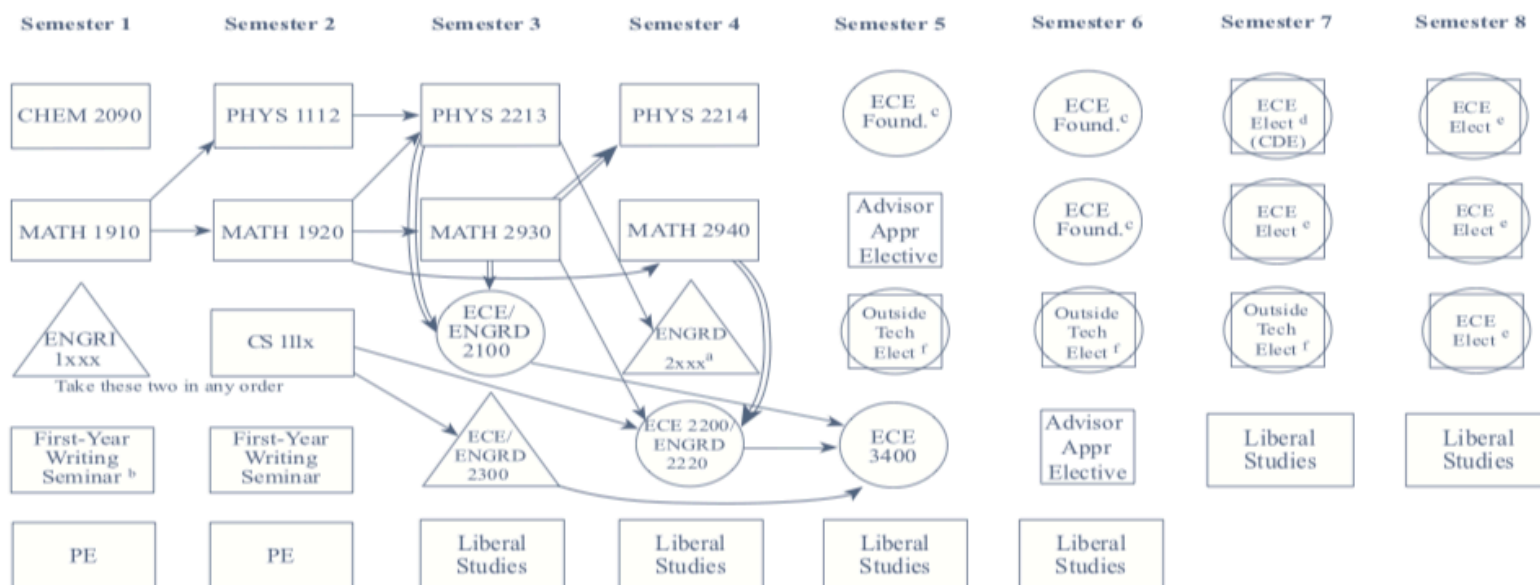 Semester 1 Semester 2 Semester 3 Semester 4 Semester 5 Semester 6 Semester 7 Semester 8
CHEM 2090
PHYS 1112
PHYS 2213
PHYS 2214
ECE
Found. c
ECE
Found. c
ECE
Elect d
(CDE)
ECE
Elect e
MATH 1910
MATH 1920
MATH 2930
MATH 2940
Advisor
Appr
Elective
ECE
Found. c
ECE
Elect e
ECE
Elect e
ENGRI
1xxx
CS 111x
Take these two in any order
ECE/
ENGRD
2100
ENGRD
2xxx a
Outside
Tech
Elect f
Outside
Tech
Elect f
Outside
Tech
Elect f
ECE
Elect e
First-Year
Writing
Seminar b
First-Year
Writing
Seminar
ECE/
ENGRD
2300
ECE 2200/
ENGRD
2220
ECE
3400
Advisor
Appr
Elective
Liberal
Studies
Liberal
Studies
PE
PE
Liberal
Studies
Liberal
Studies
Liberal
Studies
Liberal
Studies